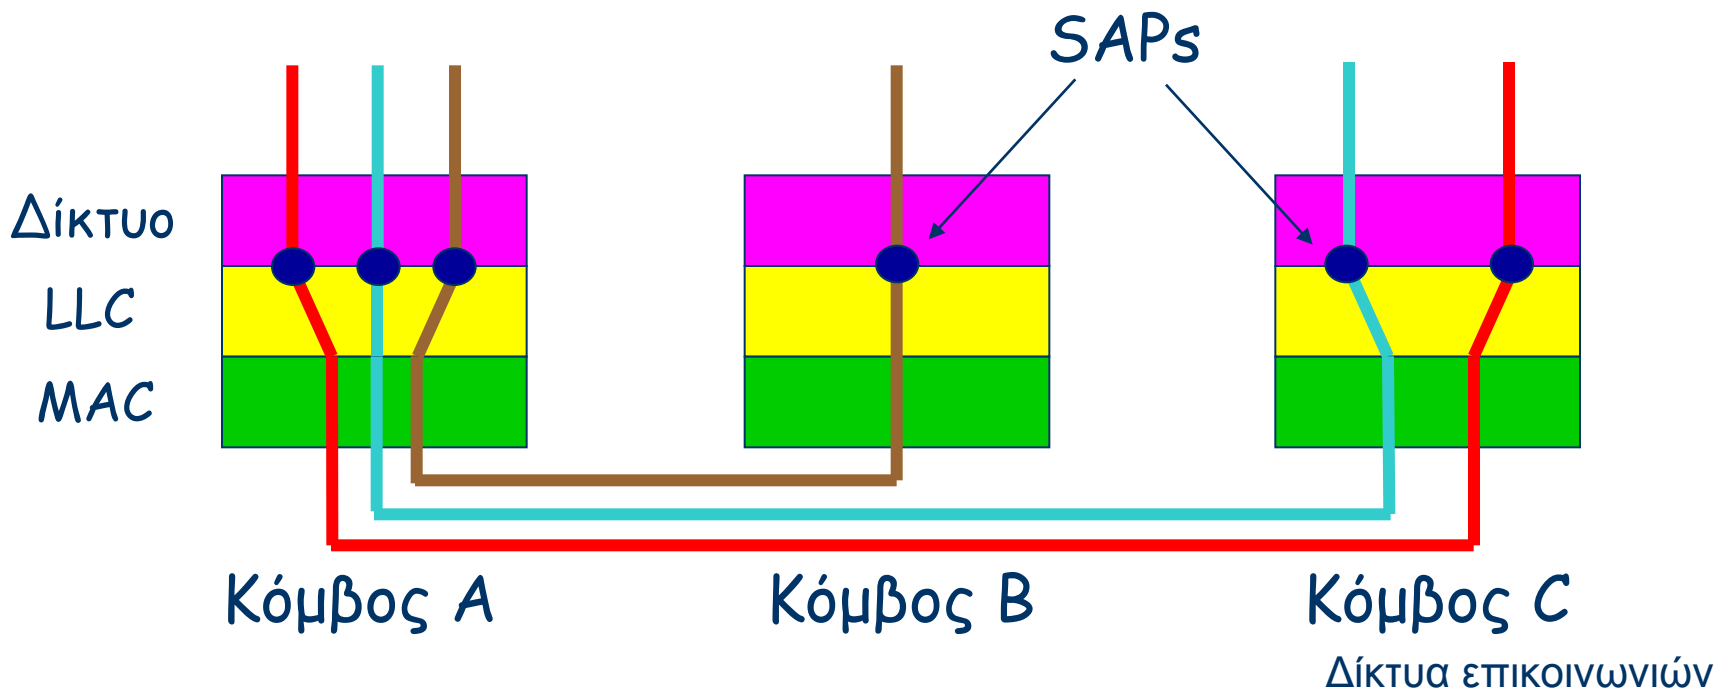 SAPs
Δίκτυο
LLC
MAC
Κόμβος A
Κόμβος B
Κόμβος C
Δίκτυα επικοινωνιών